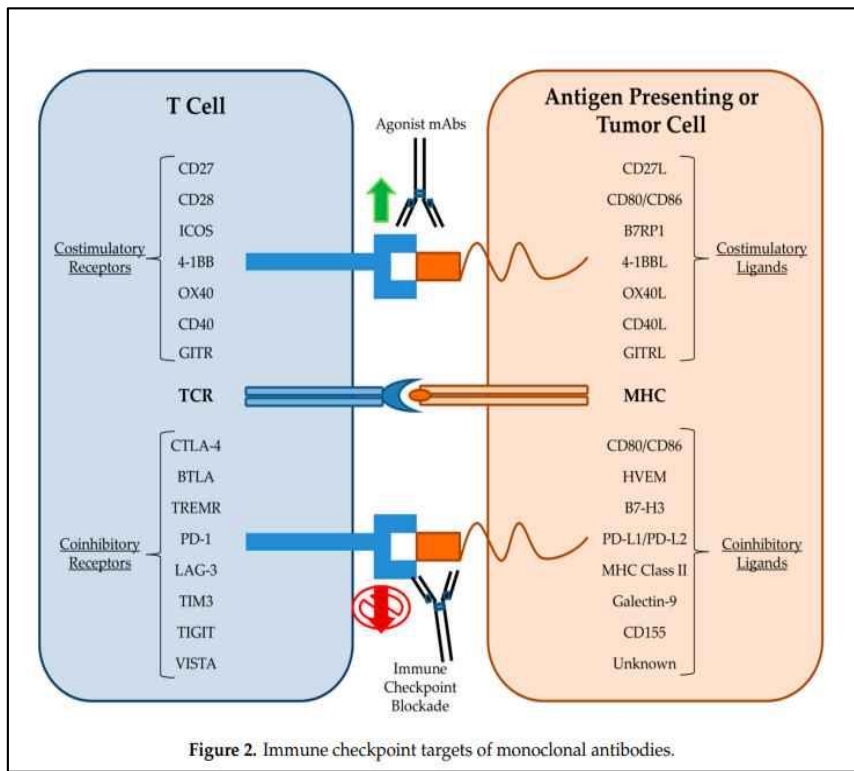 T Cell
CD27
CD28
ICOS
4-1BB
OX40
CD40
GITR
Costimulatory
Receptors
TCR
CTLA-4
BTLA
TREMR
PD-1
LAG-3
TIM3
TIGIT
VISTA
Coinhibitory
Receptors
Agonist mAbs
Immune
Checkpoint
Blockade
Antigen Presenting or
Tumor Cell
CD27L
CD80/CD86
B7RP1
4-1BBL
OX40L
CD40L
GITRL
Costimulatory
Ligands
MHC
CD80/CD86
HVEM
B7-H3
PD-L1/PD-L2
MHC Class II
Galectin-9
CD155
Unknown
Coinhibitory
Ligands
Figure 2. Immune checkpoint targets of monoclonal antibodies.